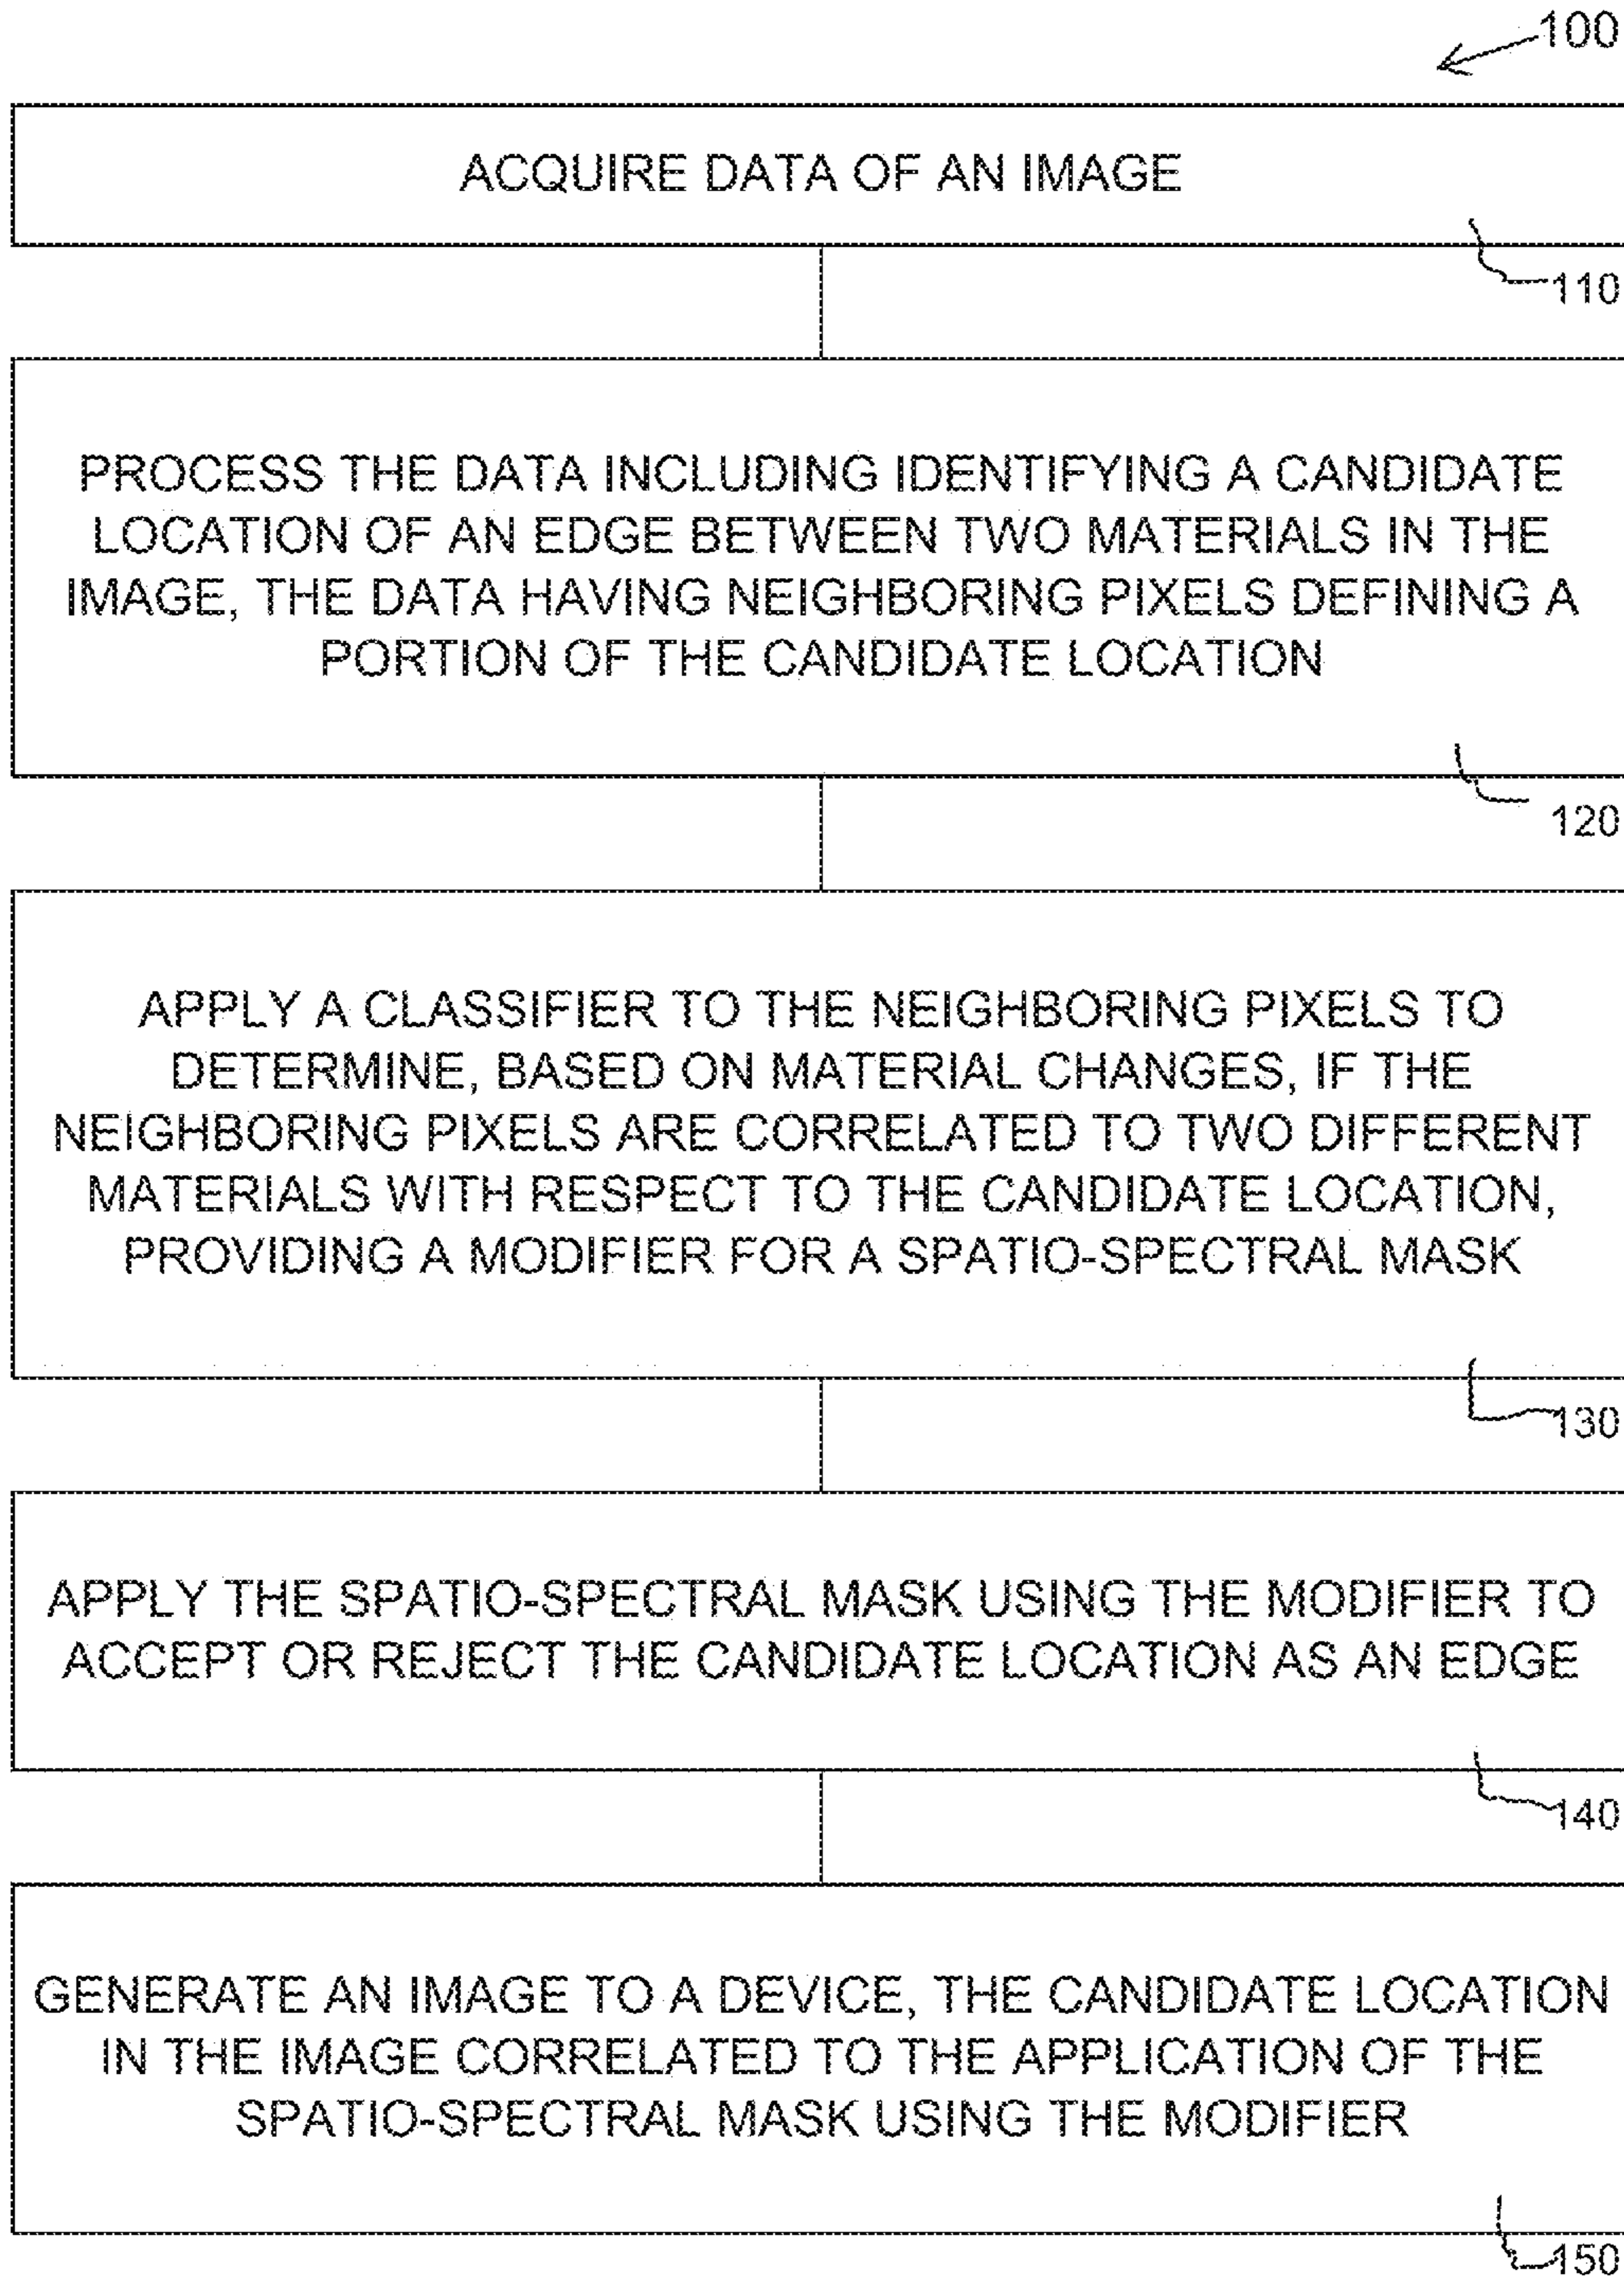 100
ACQUIRE DATA OF AN IMAGE
110
PROCESS THE DATA INCLUDING IDENTIFYING A CANDIDATE
LOCATION OF AN EDGE BETWEEN TWO MATERIALS IN THE
IMAGE, THE DATA HAVING NEIGHBORING PIXELS DEFINING A
PORTION OF THE CANDIDATE LOCATION
120
APPLY A CLASSIFIER TO THE NEIGHBORING PIXELS TO
DETERMINE, BASED ON MATERIAL CHANGES, IF THE
NEIGHBORING PIXELS ARE CORRELATED TO TWO DIFFERENT
MATERIALS WITH RESPECT TO THE CANDIDATE LOCATION,
PROVIDING A MODIFIER FOR A SPATIO-SPECTRAL MASK
130
APPLY THE SPATIO-SPECTRAL MASK USING THE MODIFIER TO
ACCEPT OR REJECT THE CANDIDATE LOCATION AS AN EDGE
140
GENERATE AN IMAGE TO A DEVICE, THE CANDIDATE LOCATION
IN THE IMAGE CORRELATED TO THE APPLICATION OF THE
SPATIO-SPECTRAL MASK USING THE MODIFIER
150